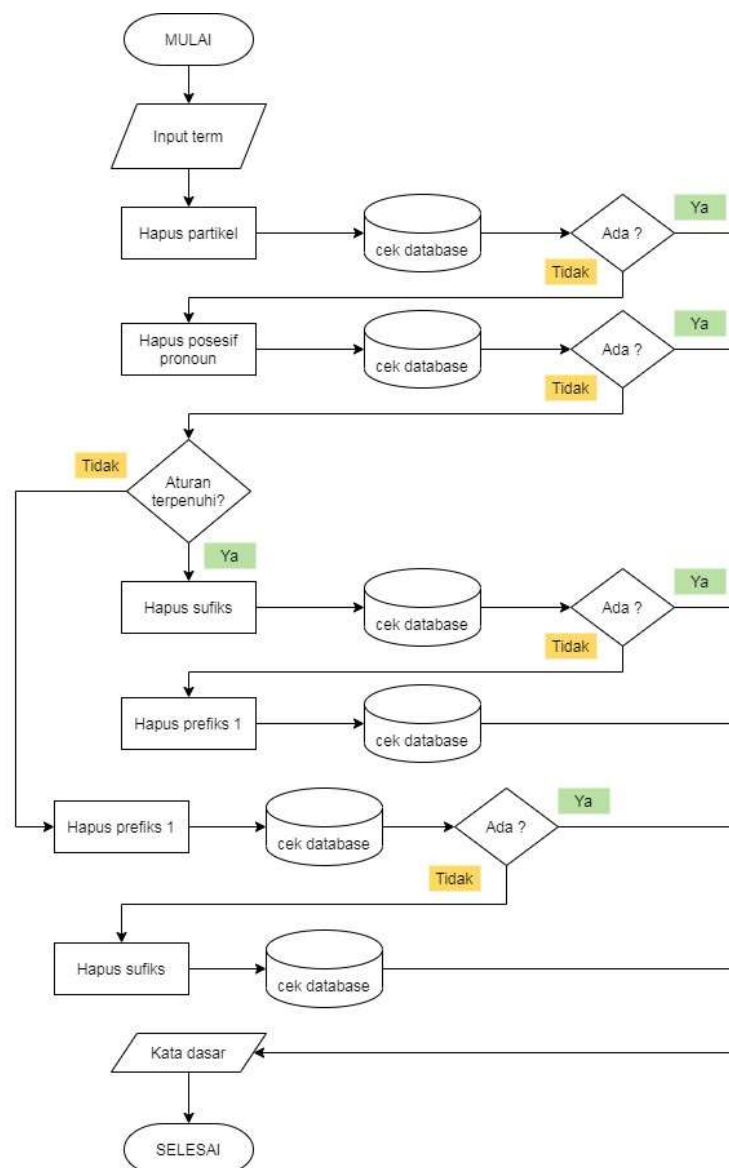 MULAI
Input term
Hapus partikel
cek database
Ada ?
Ya
Tidak
Hapus posesif
pronoun
cek database
Ada ?
Ya
Tidak
Aturan
terpenuhi?
Tidak
Ya
Hapus sufiks
cek database
Ada ?
Ya
Tidak
Hapus prefiks 1
cek database
Hapus prefiks 1
cek database
Ada ?
Ya
Tidak
Hapus sufiks
cek database
Kata dasar
SELESAI